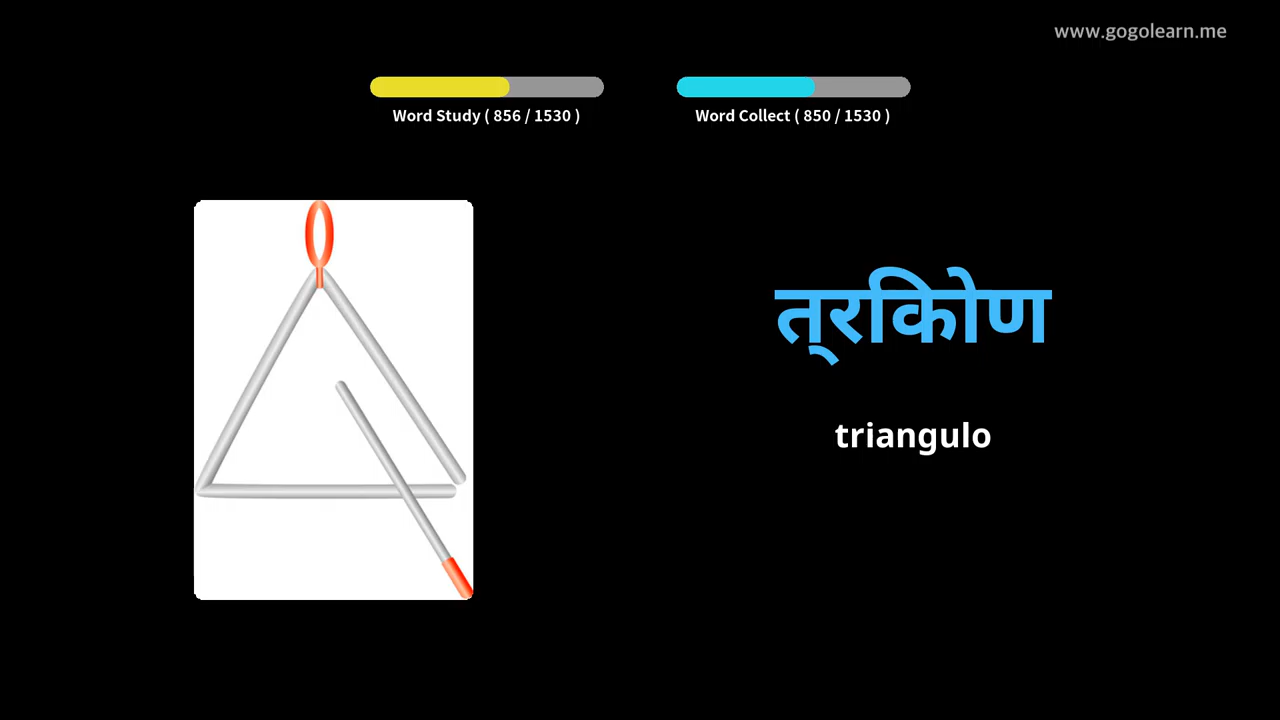 www.gogolearn.me
Word Study ( 856 / 1530 )
Word Collect ( 850 / 1530 )
त्रिकोण
triangulo